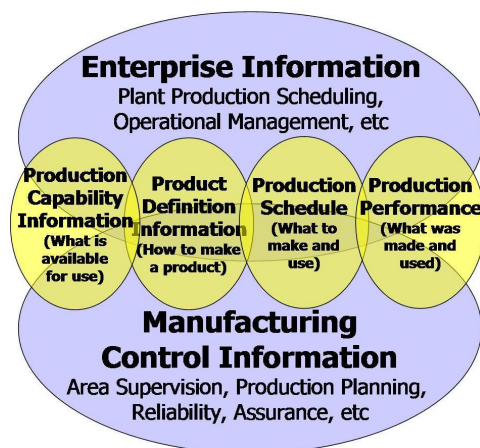 Enterprise Information
Plant Production Scheduling,
Operational Management, etc
Production
Capability
Information
(What is
available
for use)
Product
Definition
Information
(How to make
a product)
Production
Schedule
(What to
make and
use)
Production
Performance
(What was
made and
used)
Manufacturing
Control Information
Area Supervision, Production Planning,
Reliability, Assurance, etc